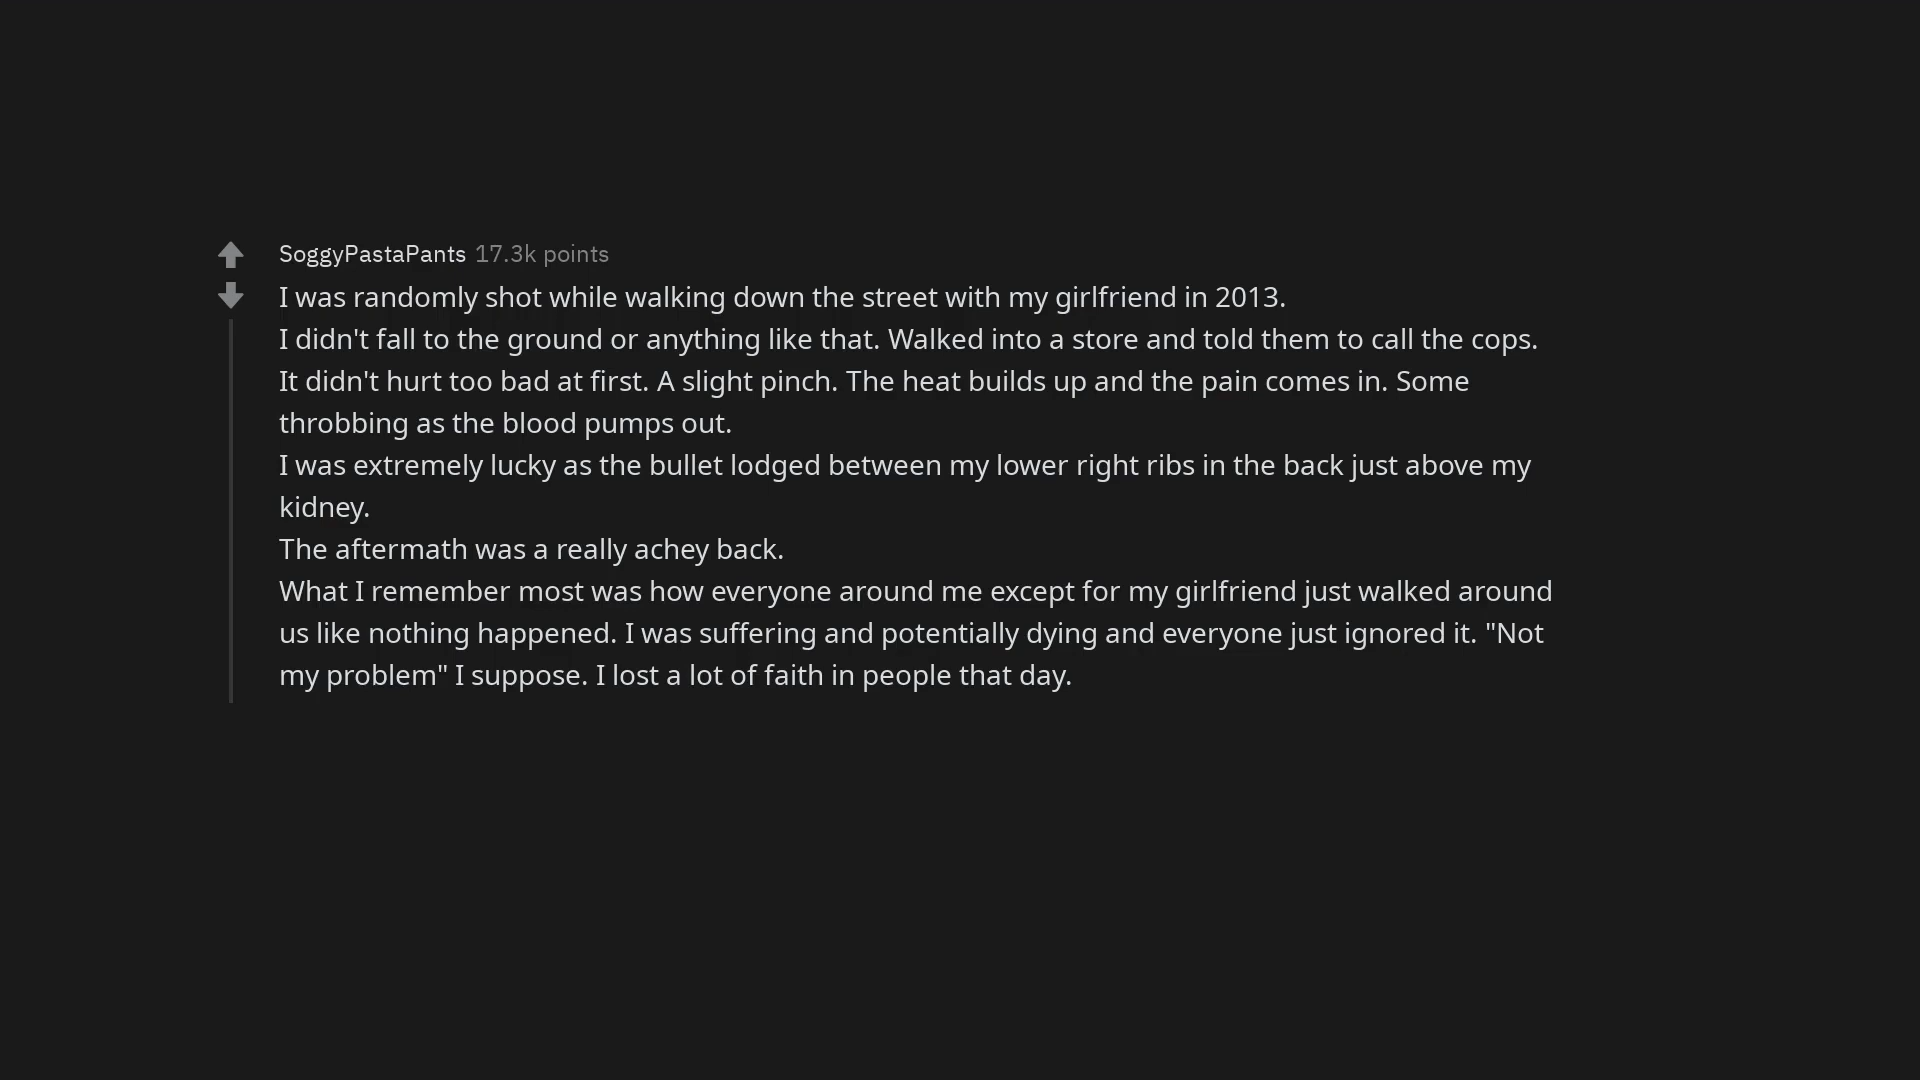 SoggyPastaPants 17.3k points
I was randomly shot while walking down the street with my girlfriend in 2013.
I didn't fall to the ground or anything like that. Walked into a store and told them to call the cops.
It didn't hurt too bad at first. A slight pinch. The heat builds up and the pain comes in. Some
throbbing as the blood pumps out.
I was extremely lucky as the bullet lodged between my lower right ribs in the back just above my
kidney.
The aftermath was a really achey back.
What I remember most was how everyone around me except for my girlfriend just walked around
us like nothing happened. I was suffering and potentially dying and everyone just ignored it. "Not
my problem" I suppose. I lost a lot of faith in people that day.